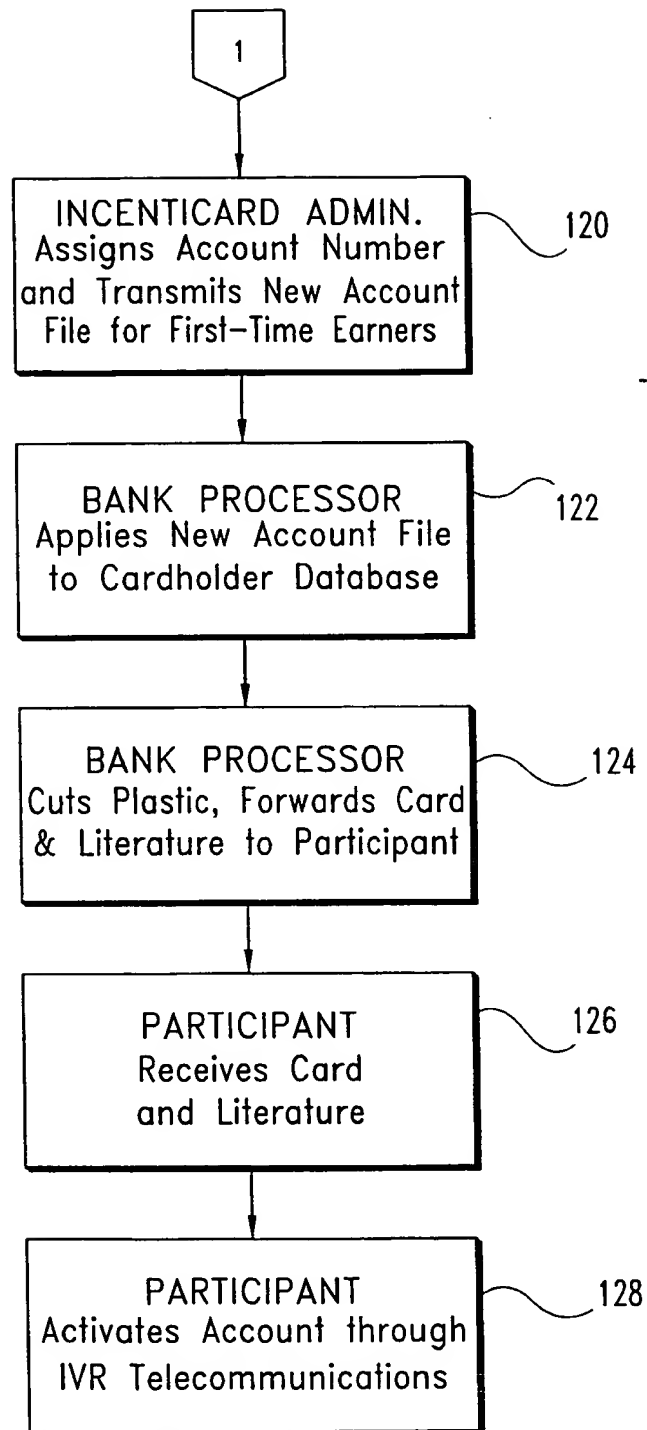 1
INCENTICARD ADMIN.
Assigns Account Number
and Transmits New Account
File for First-Time Earners
120
BANK PROCESSOR
Applies New Account File
to Cardholder Database
122
BANK PROCESSOR
Cuts Plastic, Forwards Card
& Literature to Participant
124
PARTICIPANT
Receives Card
and Literature
126
PARTICIPANT
Activates Account through
IVR Telecommunications
128